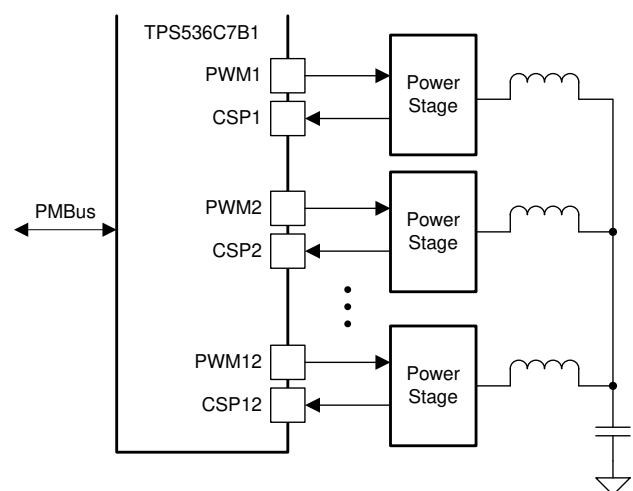 TPS536C7B1
PWM1
CSP1
Power
Stage
PWM2
CSP2
Power
Stage
PMBus
PWM12
CSP12
Power
Stage